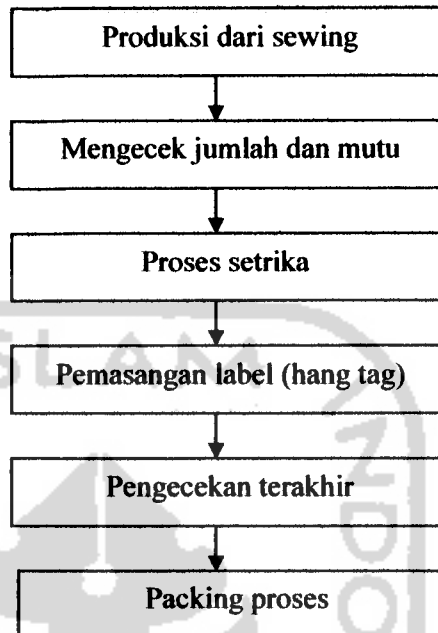 Produksi dari sewing
Mengecek jumlah dan mutu
Proses setrika
Pemasangan label (hang tag)
Pengecekan terakhir
Packing proses